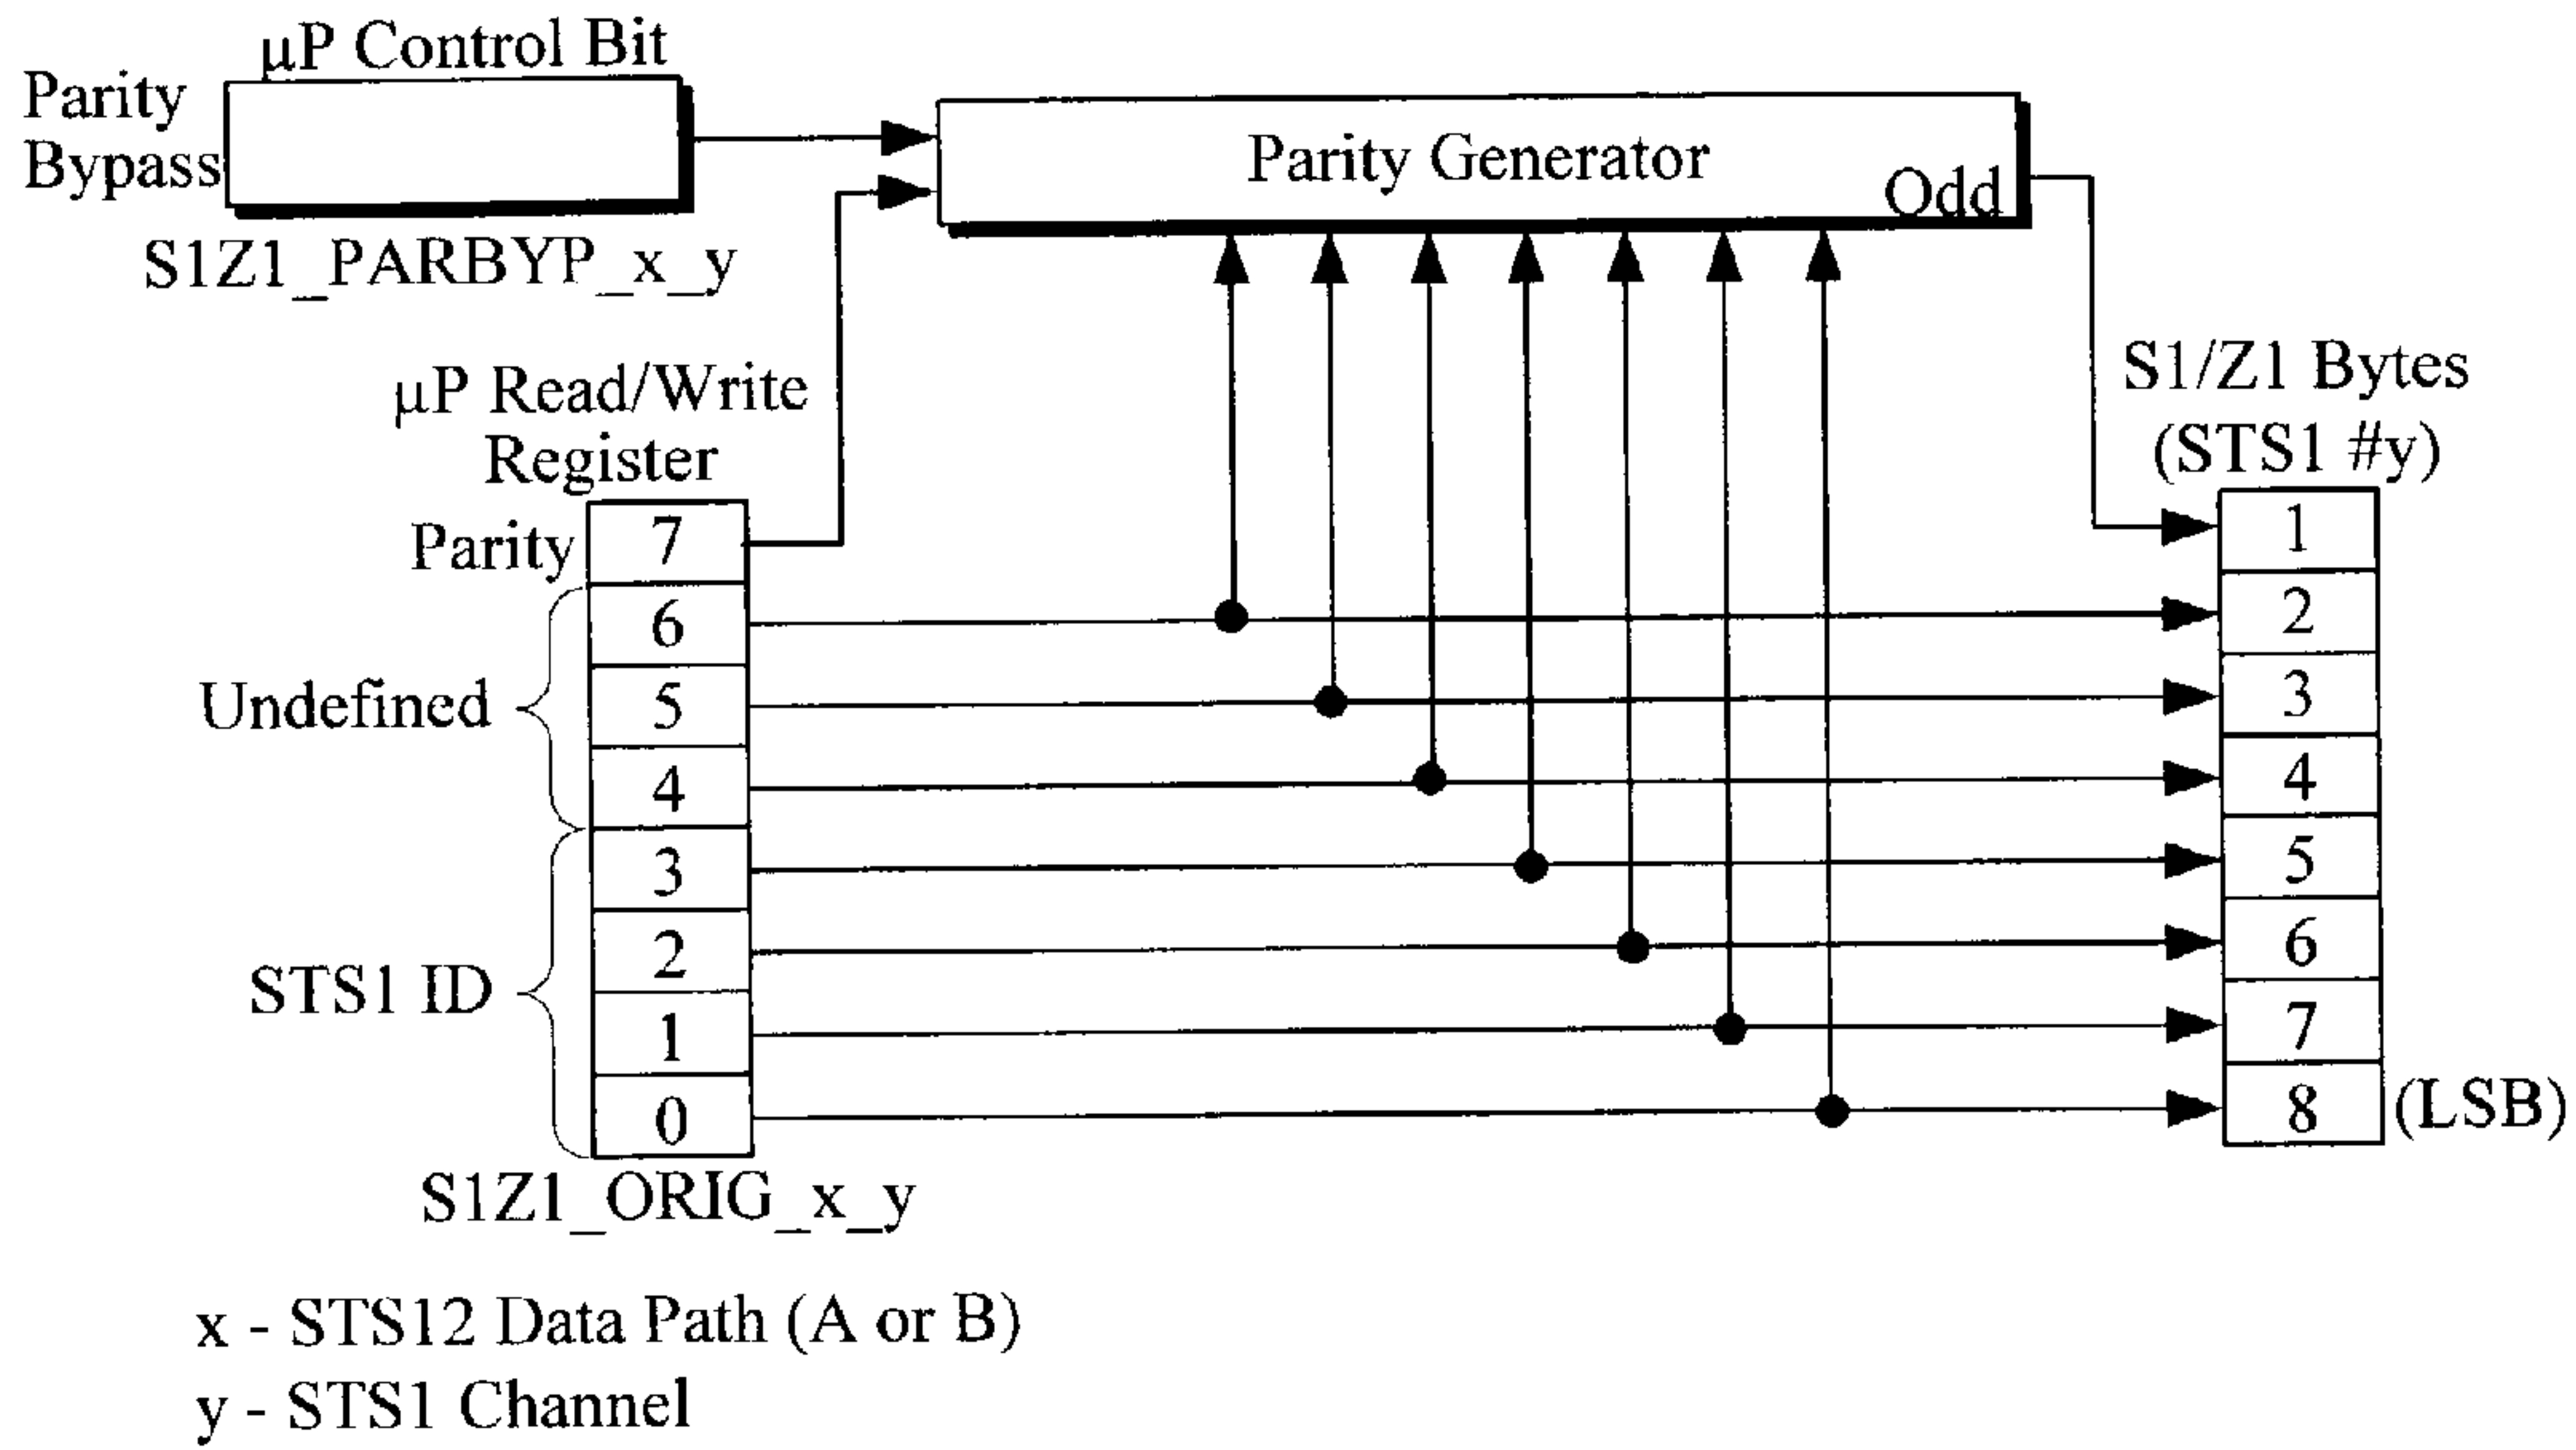 μP Control Bit
Parity
Bypass
S1Z1_PARBYP_x_y
Parity Generator
Odd
μP Read/Write
Register
Parity
7
6
5
4
3
2
1
0
Undefined
STS1 ID
S1Z1_ORIG_x_y
S1/Z1 Bytes
(STS1 #y)
1
2
3
4
5
6
7
8 (LSB)
x - STS12 Data Path (A or B)
y - STS1 Channel